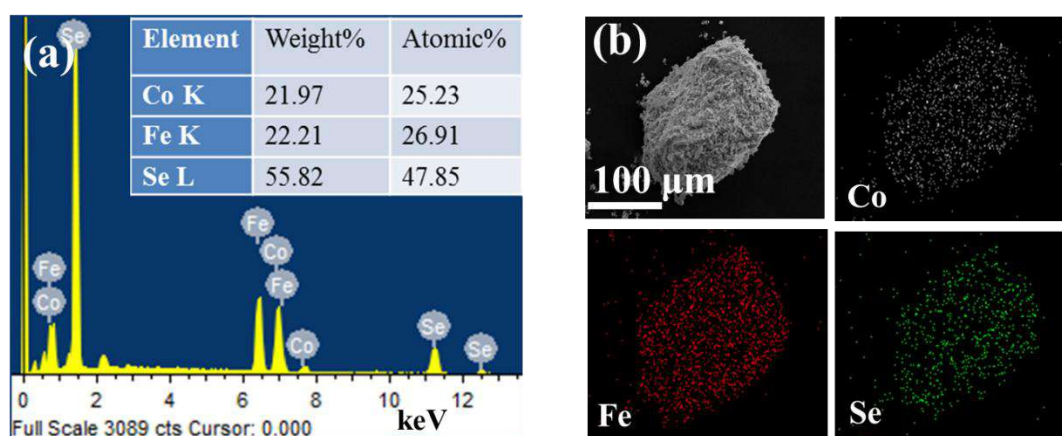 (a)
Element Weight% Atomic%
Co K 21.97 25.23
Fe K 22.21 26.91
Se L 55.82 47.85
Se
Fe
Co
Fe
Co
Fe
Co
Se
Se
0 2 4 6 8 10 12
keV
Full Scale 3089 cts Cursor: 0.000
(b)
100 μm
Co
Fe
Se